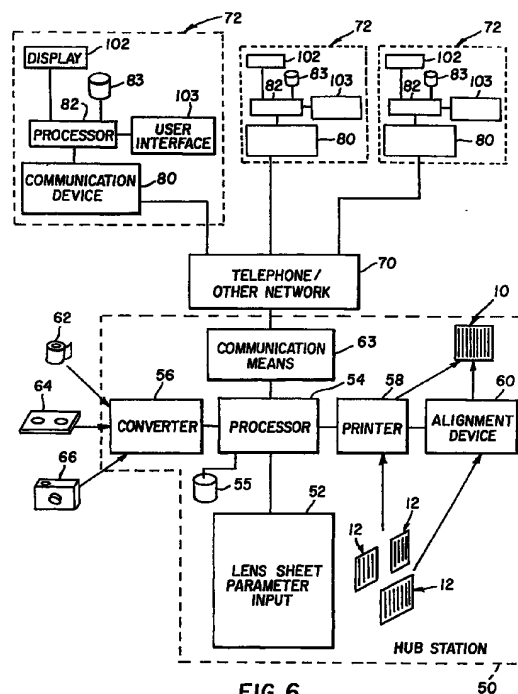 72
102
DISPLAY
83
82
103
PROCESSOR
USER INTERFACE
80
COMMUNICATION DEVICE
72
102
83
82
103
80
72
102
83
82
103
80
70
TELEPHONE/ OTHER NETWORK
62
10
63
COMMUNICATION MEANS
64
56
54
58
60
CONVERTER
PROCESSOR
PRINTER
ALIGNMENT DEVICE
66
55
52
12
12
12
LENS SHEET PARAMETER INPUT
HUB STATION
50
FIG. 6